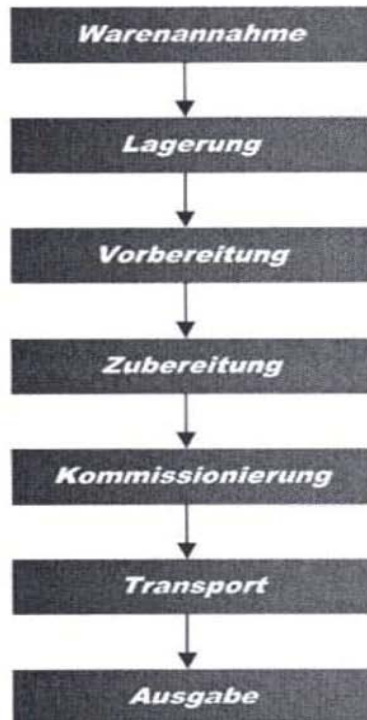 Warenannahme
Lagerung
Vorbereitung
Zubereitung
Kommissionierung
Transport
Ausgabe